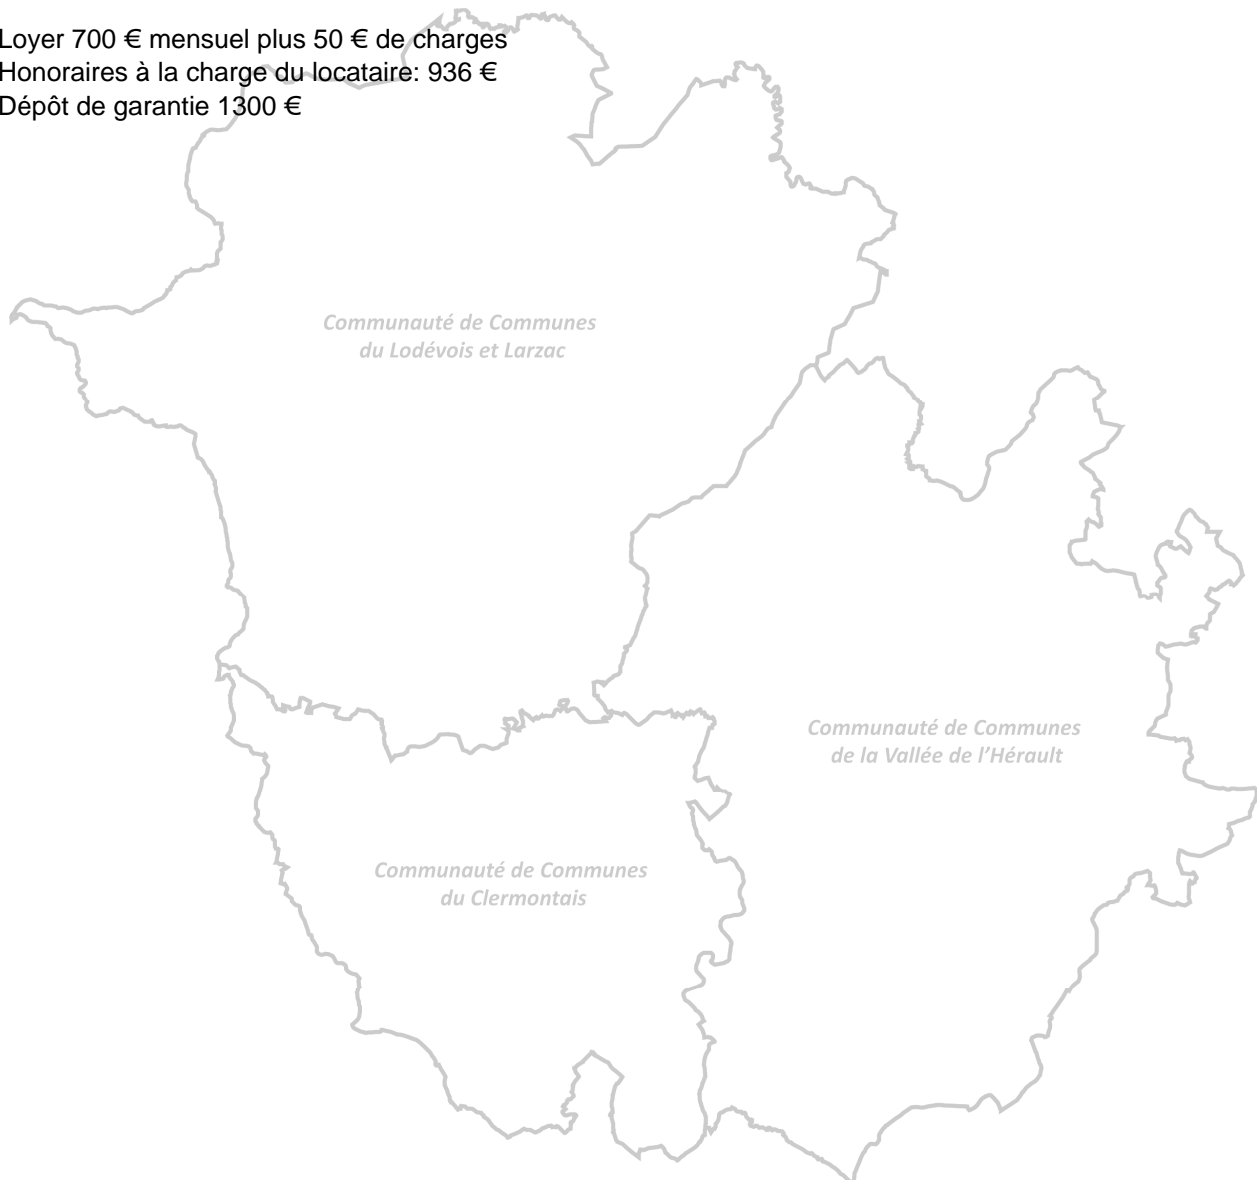 Loyer 700 € mensuel plus 50 € de charges
Honoraires à la charge du locataire: 936 €
Dépôt de garantie 1300 €
Communauté de Communes
du Lodévois et Larzac
Communauté de Communes
de la Vallée de l'Hérault
Communauté de Communes
du Clermontais